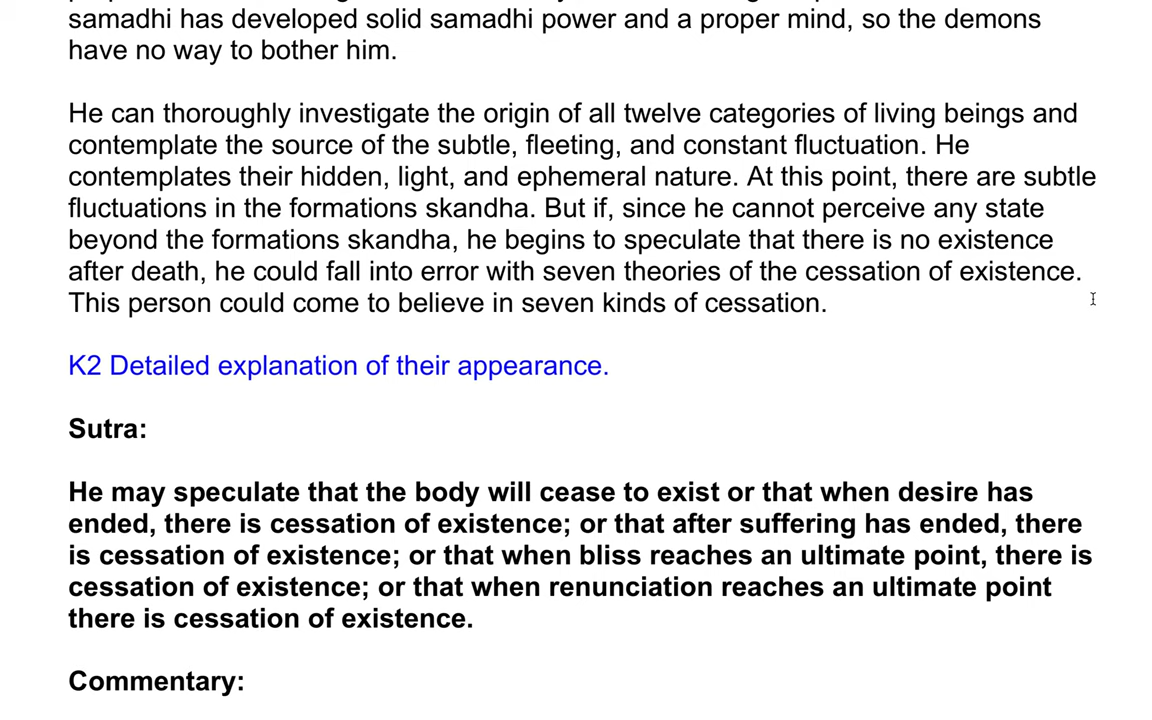 samadhi has developed solid samadhi power and a proper mind, so the demons
have no way to bother him.
He can thoroughly investigate the origin of all twelve categories of living beings and
contemplate the source of the subtle, fleeting, and constant fluctuation. He
contemplates their hidden, light, and ephemeral nature. At this point, there are subtle
fluctuations in the formations skandha. But if, since he cannot perceive any state
beyond the formations skandha, he begins to speculate that there is no existence
after death, he could fall into error with seven theories of the cessation of existence.
This person could come to believe in seven kinds of cessation.
K2 Detailed explanation of their appearance.
Sutra:
He may speculate that the body will cease to exist or that when desire has
ended, there is cessation of existence; or that after suffering has ended, there
is cessation of existence; or that when bliss reaches an ultimate point, there is
cessation of existence; or that when renunciation reaches an ultimate point
there is cessation of existence.
Commentary: